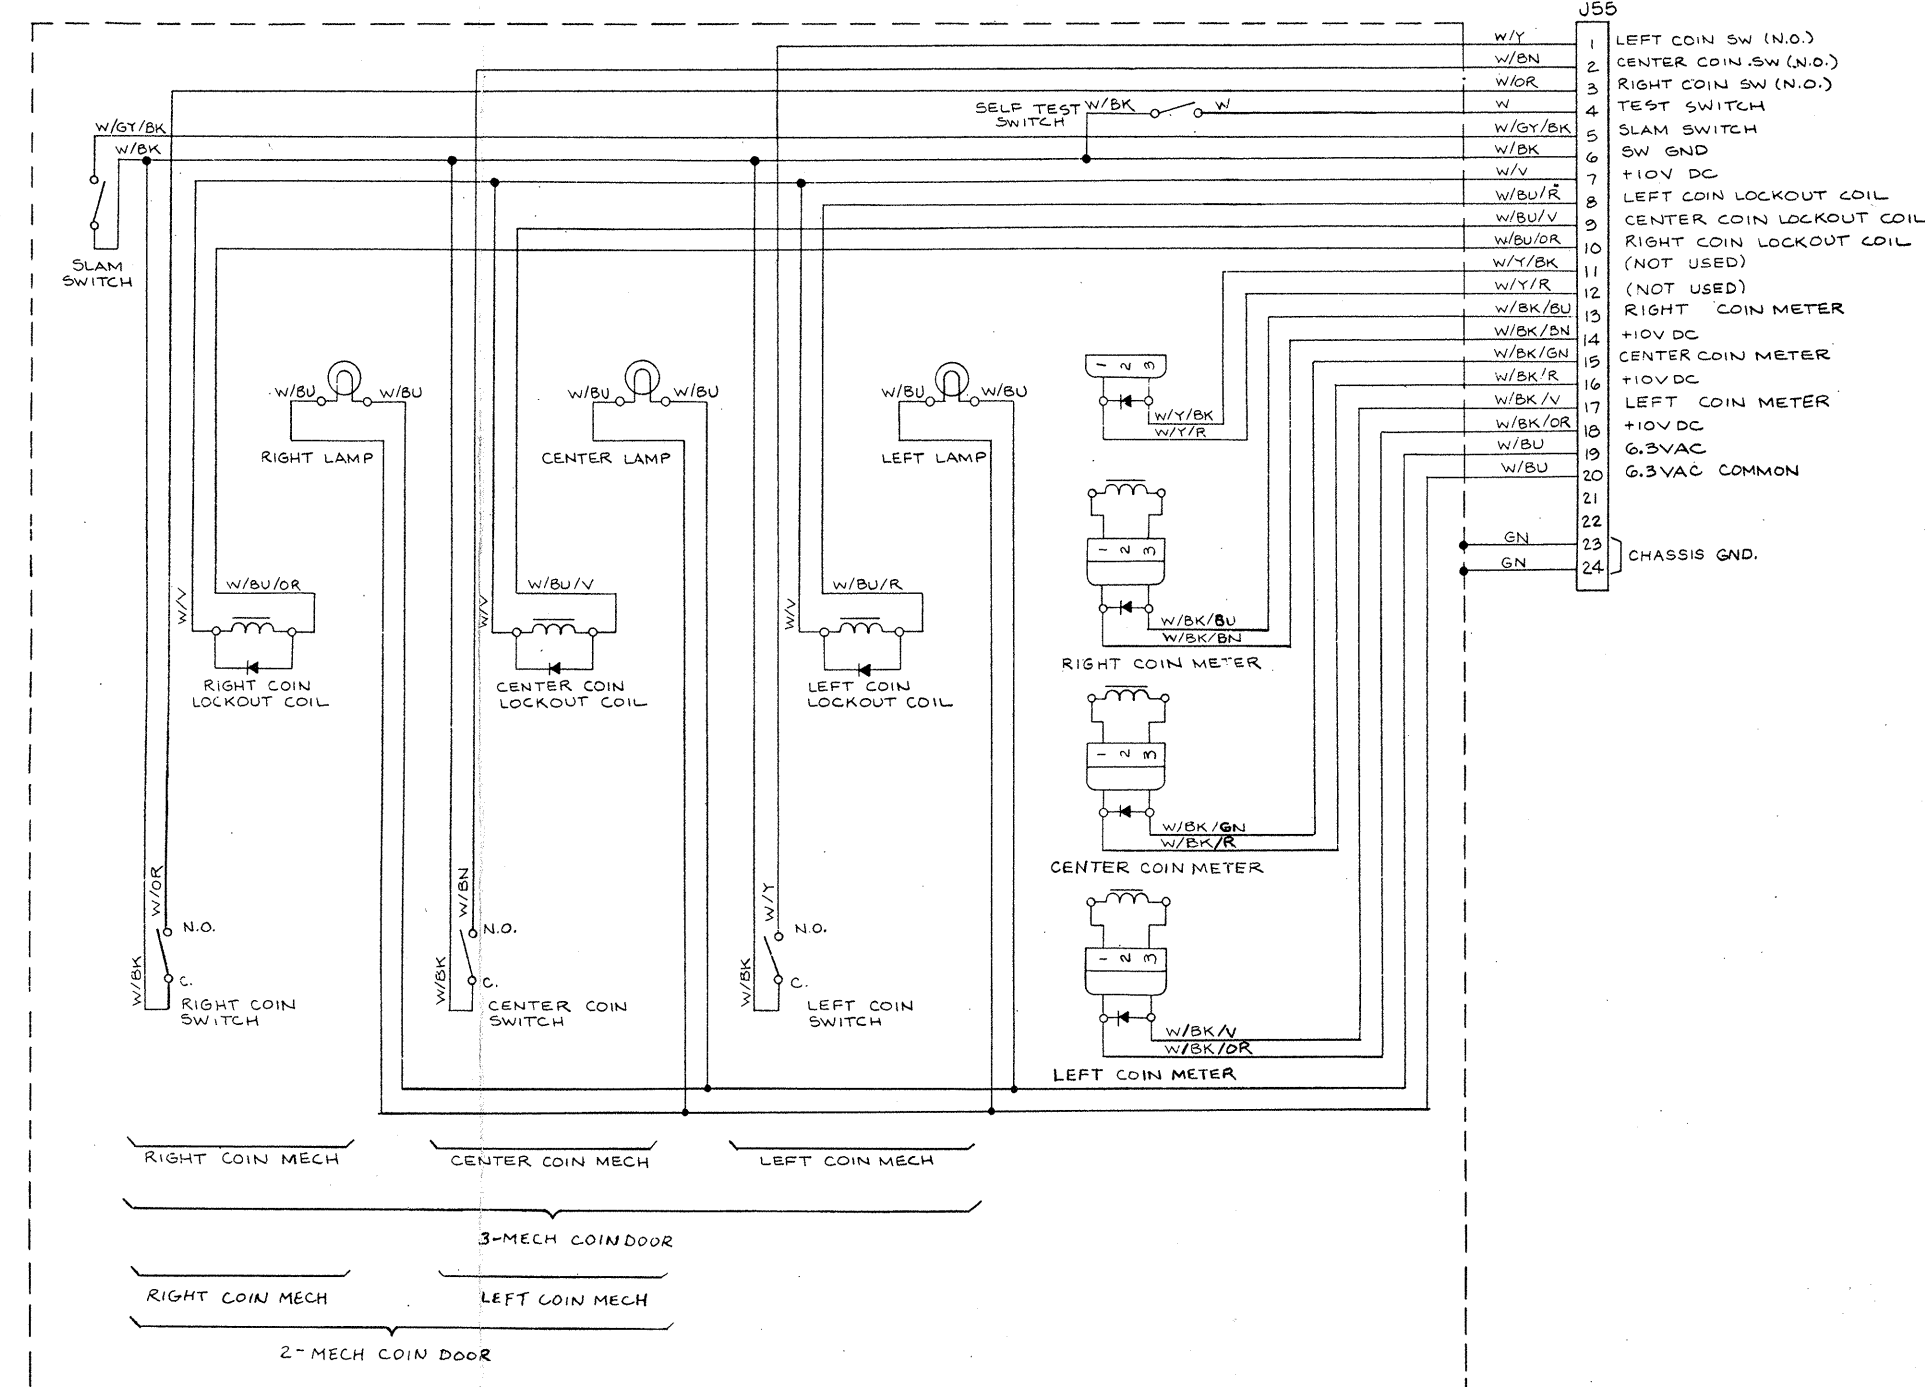 J55
W/Y 1 LEFT COIN SW (N.O.)
W/BN 2 CENTER COIN SW (N.O.)
W/OR 3 RIGHT COIN SW (N.O.)
SELF TEST SWITCH W/BK W W 4 TEST SWITCH
W/GY/BK W/GY/BK 5 SLAM SWITCH
W/BK W/BK 6 SW GND
W/V 7 +10V DC
W/BU/R 8 LEFT COIN LOCKOUT COIL
W/BU/V 9 CENTER COIN LOCKOUT COIL
W/BU/OR 10 RIGHT COIN LOCKOUT COIL
SLAM
SWITCH
W/Y/BK 11 (NOT USED)
W/Y/R 12 (NOT USED)
W/BK/BU 13 RIGHT COIN METER
W/BK/BN 14 +10V DC
W/BK/GN 15 CENTER COIN METER
W/BK/R 16 +10V DC
W/BK/V 17 LEFT COIN METER
W/BK/OR 18 +10V DC
W/BU 19 6.3VAC
W/BU 20 6.3VAC COMMON
21
22
GN 23
GN 24
CHASSIS GND.
W/BU W/BU
RIGHT LAMP
W/BU W/BU
CENTER LAMP
W/BU W/BU
LEFT LAMP
1 2 3
W/Y/BK
W/Y/R
W/V W/BU/OR
RIGHT COIN
LOCKOUT COIL
W/V W/BU/V
CENTER COIN
LOCKOUT COIL
W/V W/BU/R
LEFT COIN
LOCKOUT COIL
1 2 3
W/BK/BU
W/BK/BN
RIGHT COIN METER
1 2 3
W/BK/GN
W/BK/R
CENTER COIN METER
1 2 3
W/BK/V
W/BK/OR
LEFT COIN METER
W/OR
N.O.
W/BK
C.
RIGHT COIN
SWITCH
W/BN
N.O.
W/BK
C.
CENTER COIN
SWITCH
W/Y
N.O.
W/BK
C.
LEFT COIN
SWITCH
RIGHT COIN MECH
CENTER COIN MECH
LEFT COIN MECH
3-MECH COIN DOOR
RIGHT COIN MECH
LEFT COIN MECH
2-MECH COIN DOOR